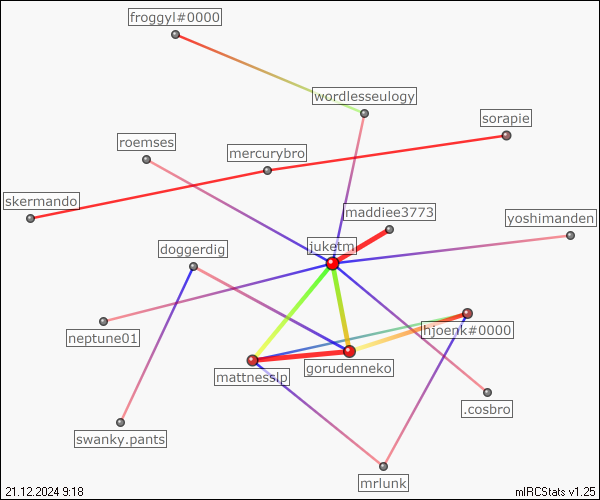 froggyl#0000
wordlesseulogy
sorapie
roemses
mercurybro
skermando
maddiee3773
yoshimanden
juketm
doggerdig
neptune01
hjoenk#0000
gorudenneko
mattnesslp
.cosbro
swanky.pants
mrlunk
21.12.2024 9:18
mIRCStats v1.25